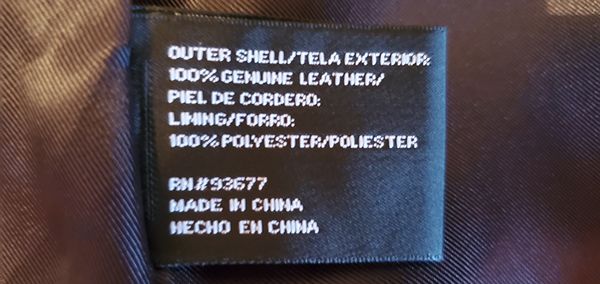 OUTER SHELL/TELA EXTERIOR:
100% GENUINE LEATHER/
PIEL DE CORDERO:
LINING/FORRO:
100% POLYESTER/POLIESTER
RN#93677
MADE IN CHINA
HECHO EN CHINA